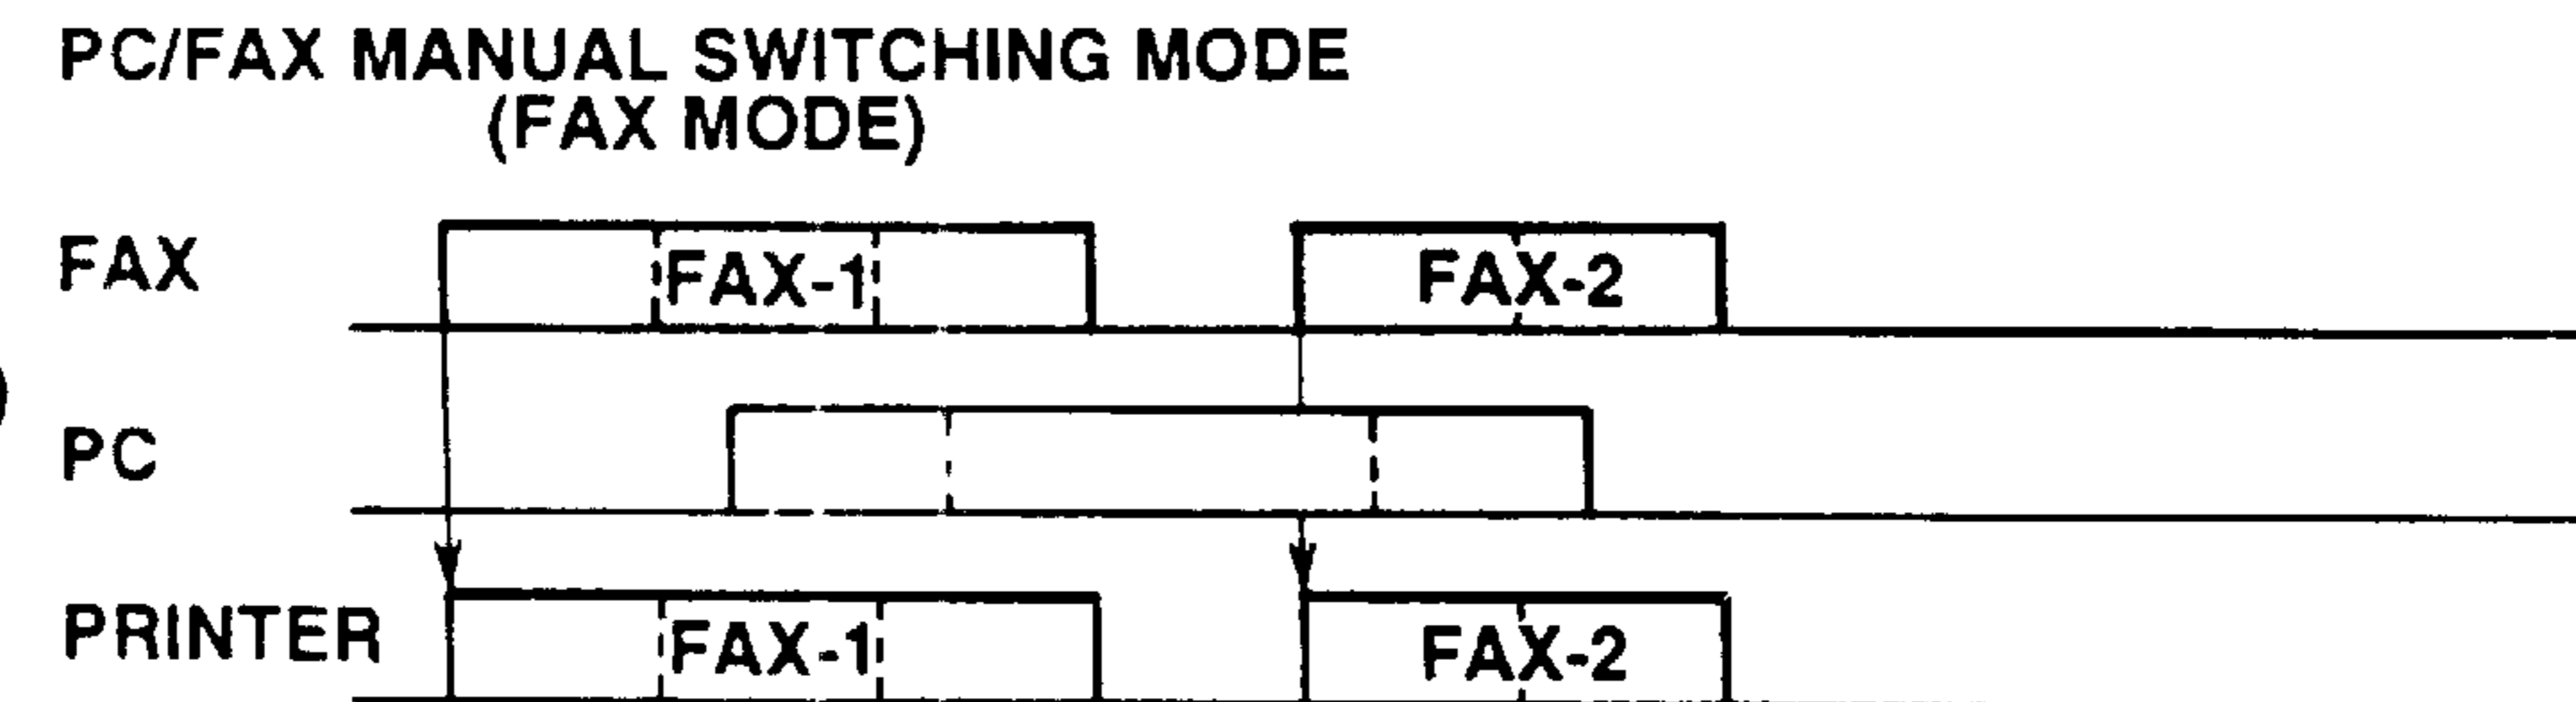 PC/FAX MANUAL SWITCHING MODE
(FAX MODE)
FAX
FAX-1
FAX-2
PC
PRINTER
FAX-1
FAX-2